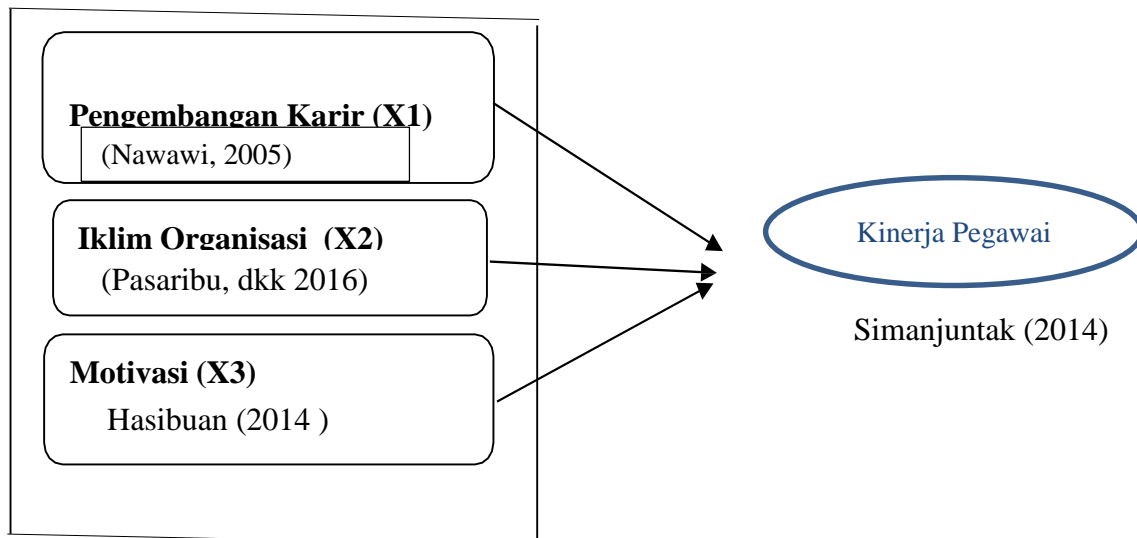 Pengembangan Karir (X1)
(Nawawi, 2005)
Iklim Organisasi (X2)
(Pasaribu, dkk 2016)
Motivasi (X3)
Hasibuan (2014 )
Kinerja Pegawai
Simanjuntak (2014)